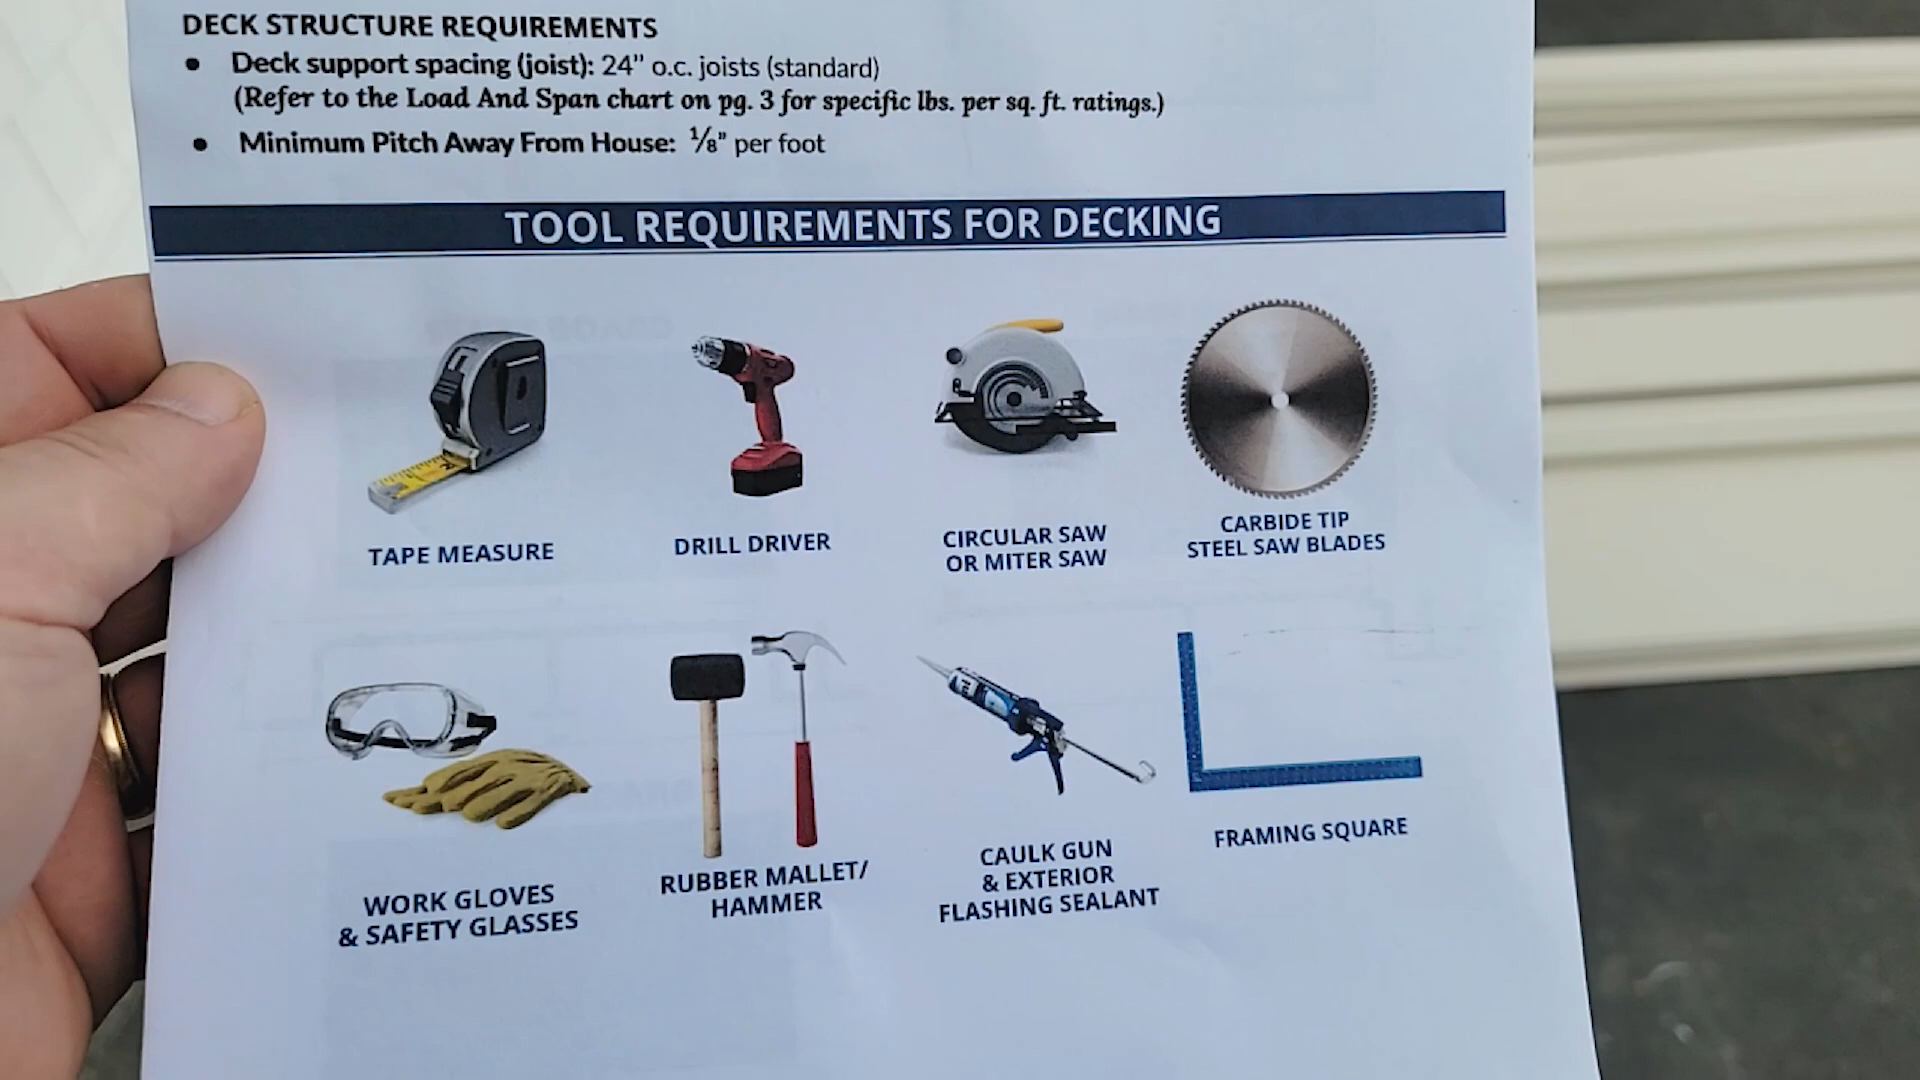 DECK STRUCTURE REQUIREMENTS
• Deck support spacing (joist): 24" o.c. joists (standard)
(Refer to the Load And Span chart on pg. 3 for specific lbs. per sq. ft. ratings.)
• Minimum Pitch Away From House: ⅛" per foot
TOOL REQUIREMENTS FOR DECKING
TAPE MEASURE
DRILL DRIVER
CIRCULAR SAW
OR MITER SAW
CARBIDE TIP
STEEL SAW BLADES
WORK GLOVES
& SAFETY GLASSES
RUBBER MALLET/
HAMMER
CAULK GUN
& EXTERIOR
FLASHING SEALANT
FRAMING SQUARE